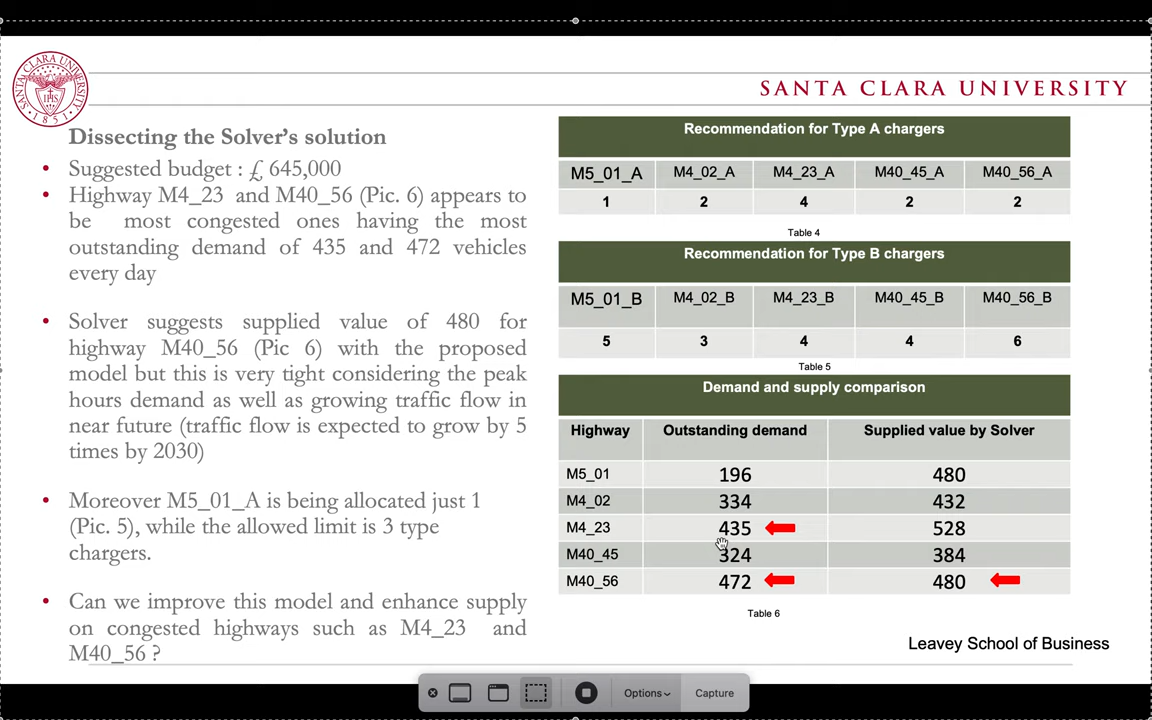 SANTA CLARA UNIVERSITY
Dissecting the Solver's solution
• Suggested budget : £ 645,000
• Highway M4_23 and M40_56 (Pic. 6) appears to
be most congested ones having the most
outstanding demand of 435 and 472 vehicles
every day
• Solver suggests supplied value of 480 for
highway M40_56 (Pic 6) with the proposed
model but this is very tight considering the peak
hours demand as well as growing traffic flow in
near future (traffic flow is expected to grow by 5
times by 2030)
• Moreover M5_01_A is being allocated just 1
(Pic. 5), while the allowed limit is 3 type
chargers.
• Can we improve this model and enhance supply
on congested highways such as M4_23 and
M40_56 ?
Recommendation for Type A chargers
M5_01_A M4_02_A M4_23_A M40_45_A M40_56_A
1 2 4 2 2
Table 4
Recommendation for Type B chargers
M5_01_B M4_02_B M4_23_B M40_45_B M40_56_B
5 3 4 4 6
Table 5
Demand and supply comparison
Highway Outstanding demand Supplied value by Solver
M5_01 196 480
M4_02 334 432
M4_23 435 528
M40_45 324 384
M40_56 472 480
Table 6
Leavey School of Business
Options Capture